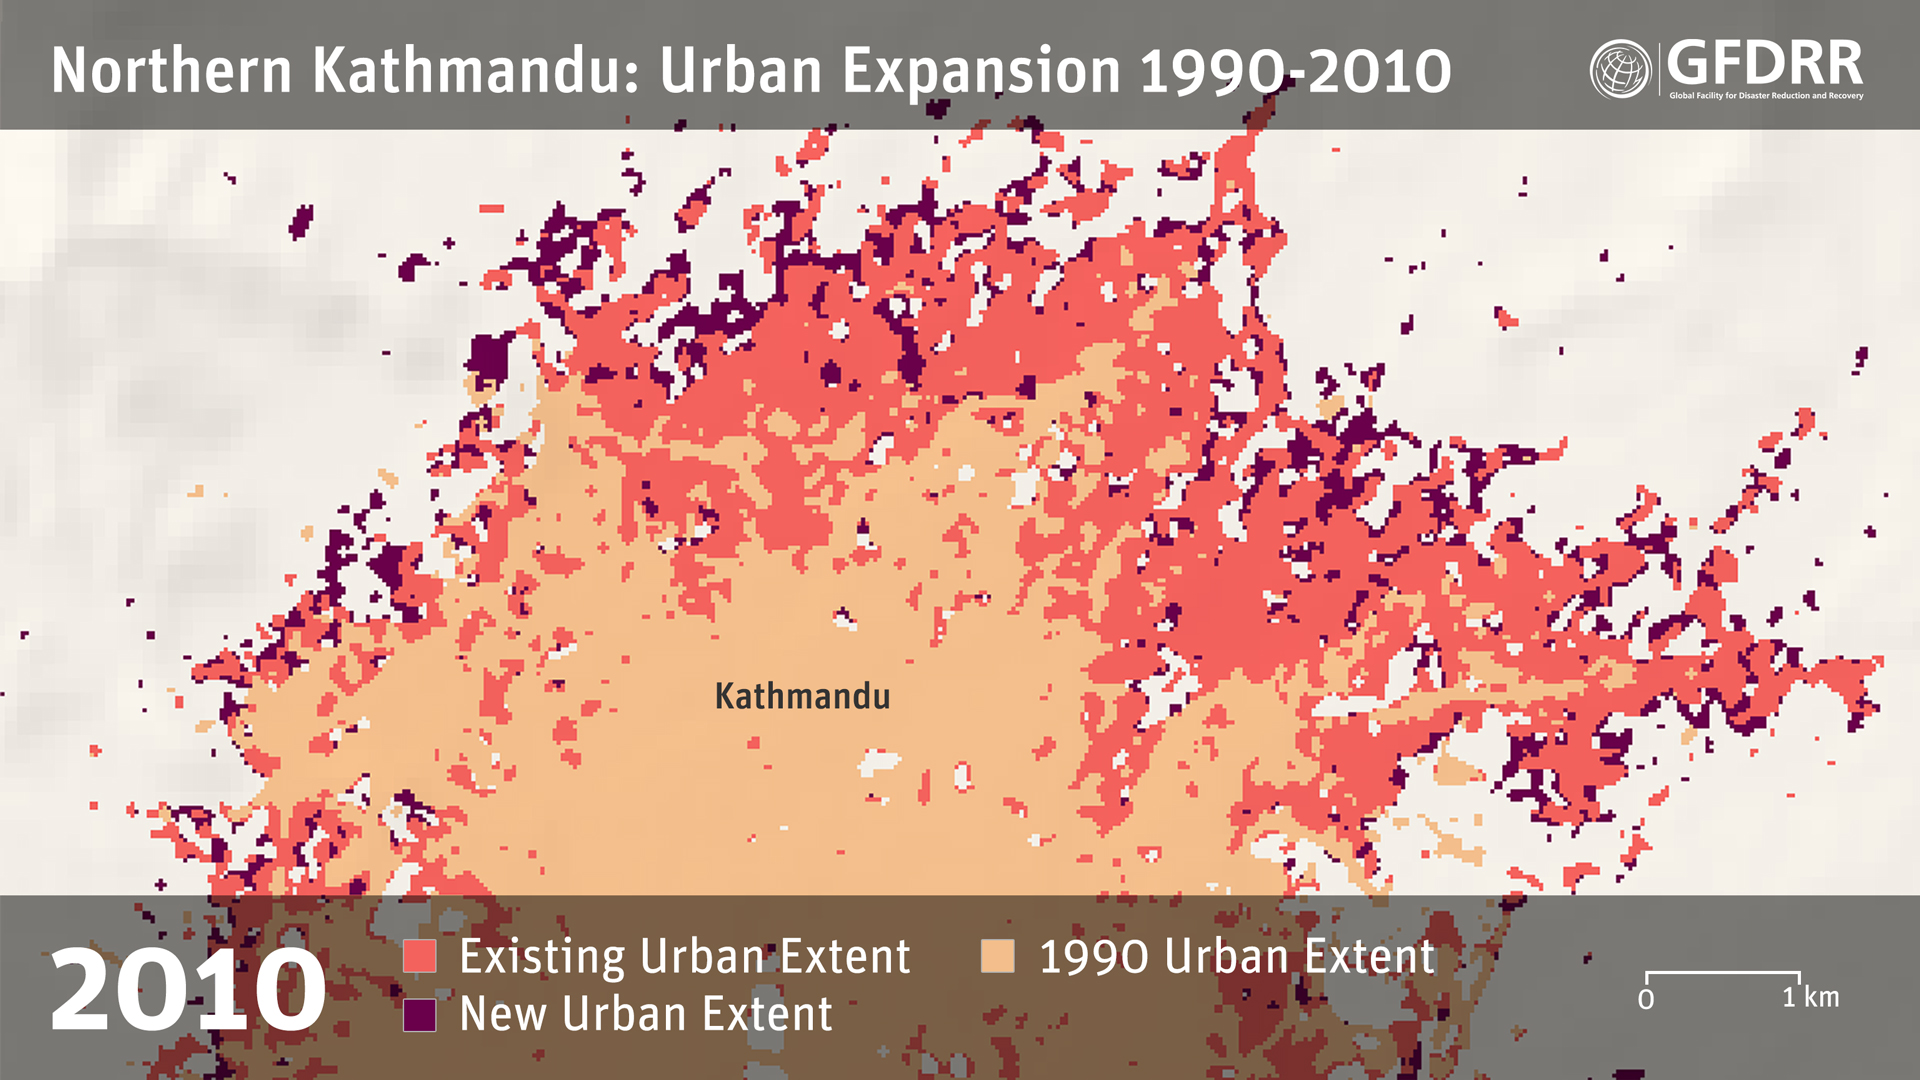 Northern Kathmandu: Urban Expansion 1990-2010
GFDRR
Global Facility for Disaster Reduction and Recovery
Kathmandu
2010
Existing Urban Extent
1990 Urban Extent
New Urban Extent
0
1 km